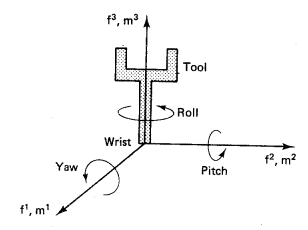 f³, m³
Tool
Roll
Wrist
Yaw
Pitch
f², m²
f¹, m¹